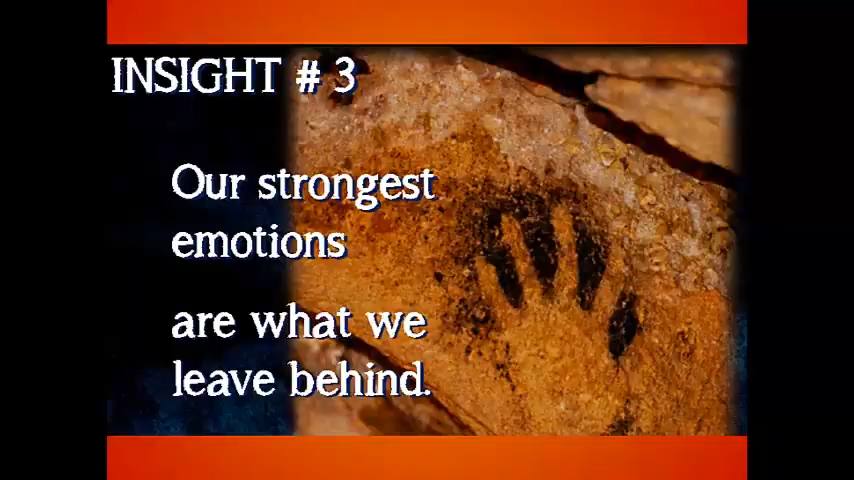 INSIGHT # 3
Our strongest
emotions
are what we
leave behind.